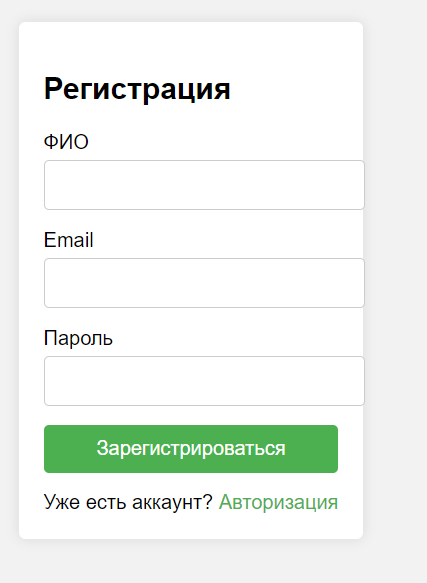 Регистрация
ФИО
Email
Пароль
Зарегистрироваться
Уже есть аккаунт? Авторизация